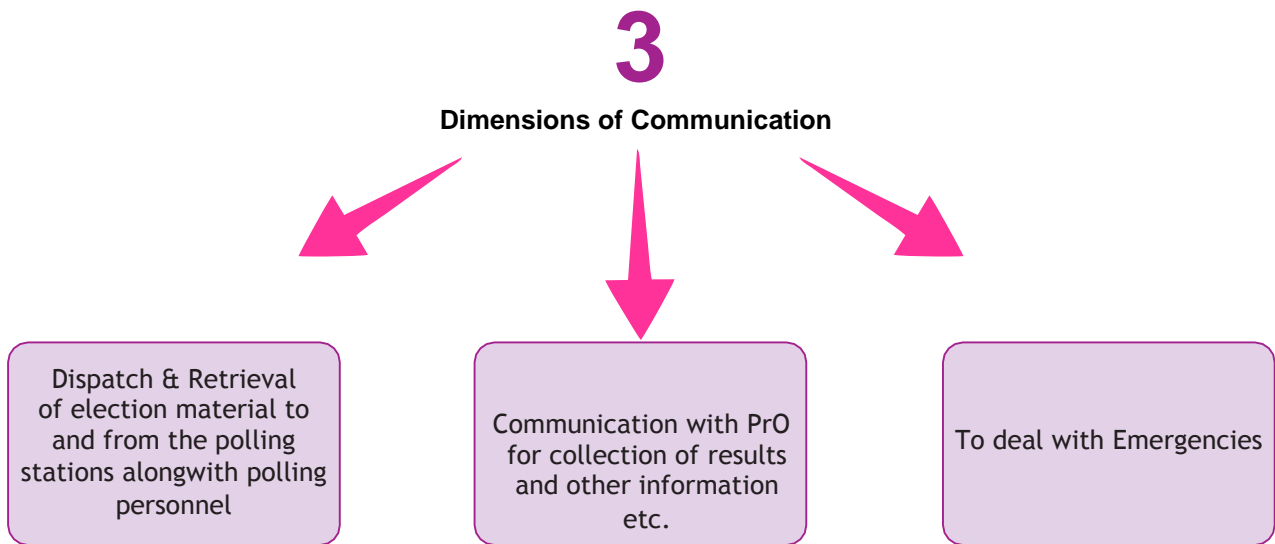 3
Dimensions of Communication
Dispatch & Retrieval
of election material to
and from the polling
stations alongwith polling
personnel
Communication with PrO
for collection of results
and other information
etc.
To deal with Emergencies